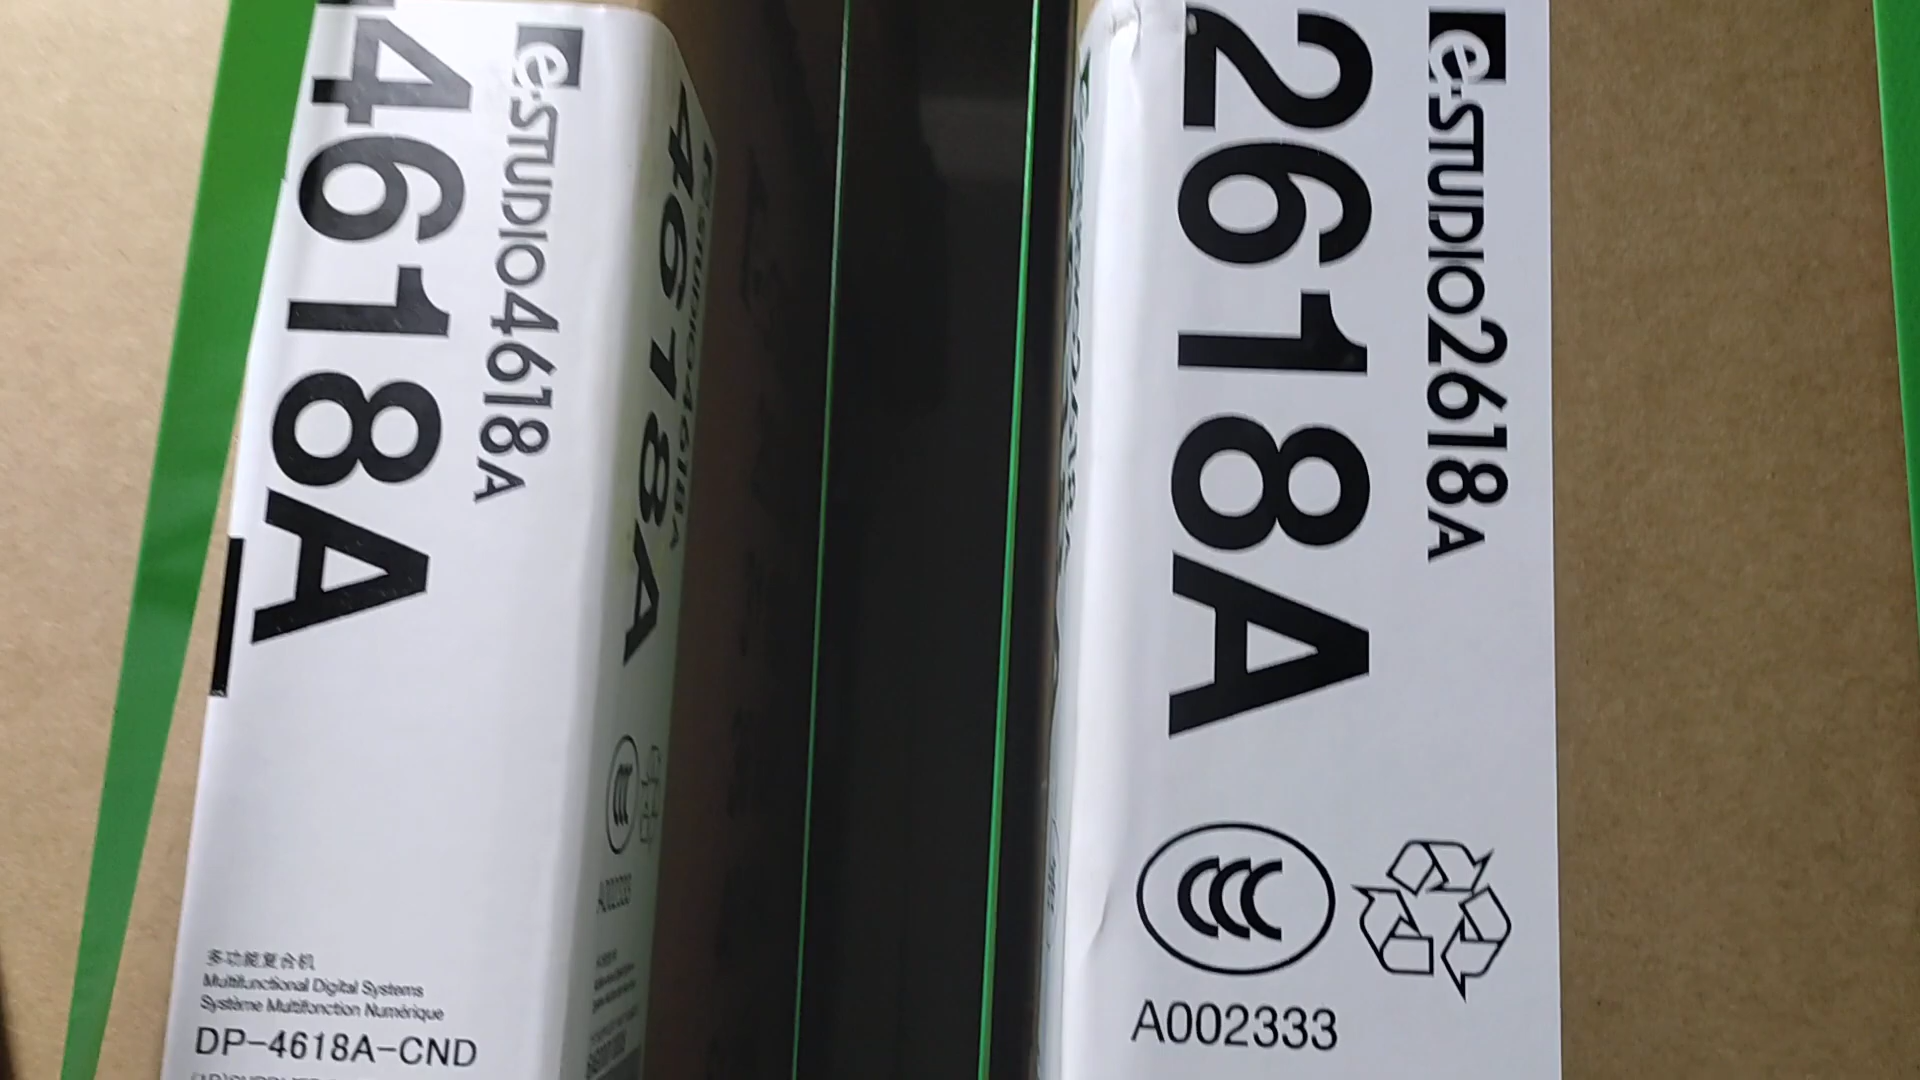 4618A
e-STUDIO4618A
多功能复合机
Multifunctional Digital Systems
Système Multifonction Numérique
DP-4618A-CND
4618A
e-STUDIO4618A
A002333
2618A
e-STUDIO2618A
A002333